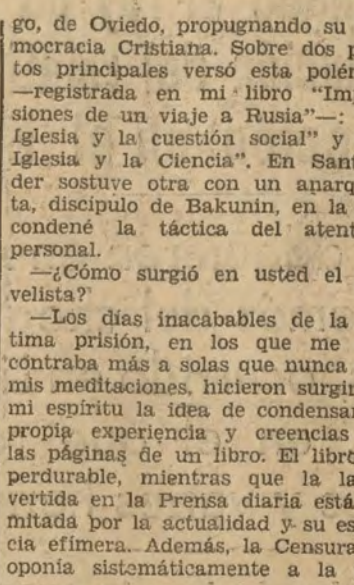 go, de Oviedo, propugnando su
mocracia Cristiana. Sobre dos p
tos principales versó esta polém
—registrada en mi libro “Im
siones de un viaje a Rusia”—:
Iglesia y la cuestión social” y
Iglesia y la Ciencia”. En Sant
der sostuve otra con un anarq
ta, discípulo de Bakunin, en la
condené la táctica del atent
personal.
—¿Cómo surgió en usted el
velista?
—Los días inacabables de la
tima prisión, en los que me
contraba más a solas que nunca
mis meditaciones, hicieron surgir
mi espíritu la idea de condensar
propia experiencia y creencias
las páginas de un libro. El libro
perdurable, mientras que la la
vertida en la Prensa diaria está
mitada por la actualidad y su es
cia efímera. Además, la Censura
oponía sistemáticamente a la